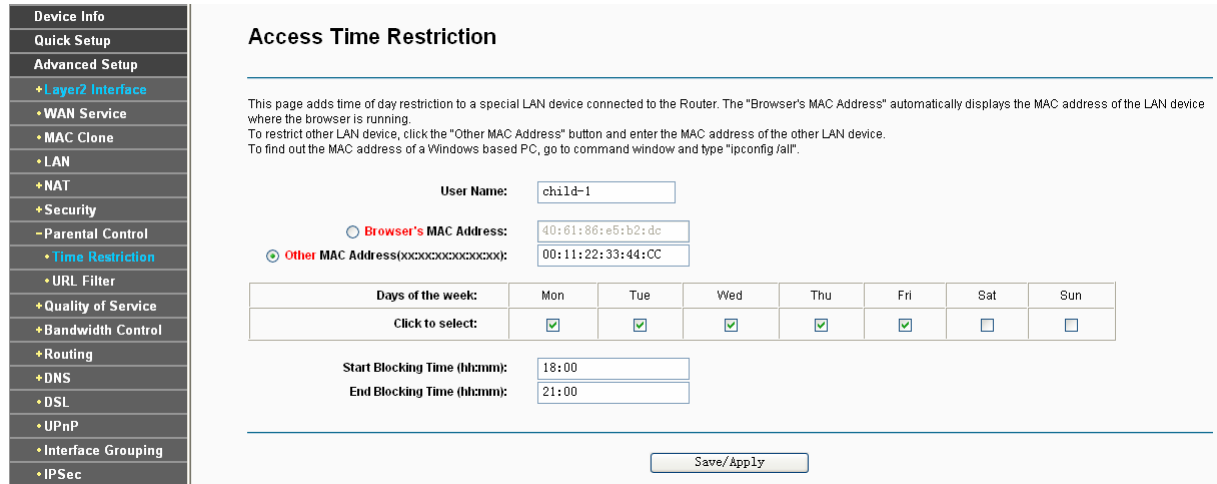 Device Info
Quick Setup
Advanced Setup
+Layer2 Interface
•WAN Service
•MAC Clone
•LAN
+NAT
+Security
−Parental Control
•Time Restriction
•URL Filter
+Quality of Service
+Bandwidth Control
+Routing
+DNS
•DSL
•UPnP
•Interface Grouping
•IPSec
Access Time Restriction
This page adds time of day restriction to a special LAN device connected to the Router. The "Browser's MAC Address" automatically displays the MAC address of the LAN device
where the browser is running.
To restrict other LAN device, click the "Other MAC Address" button and enter the MAC address of the other LAN device.
To find out the MAC address of a Windows based PC, go to command window and type "ipconfig /all".
User Name: child-1
Browser's MAC Address: 40:61:86:e5:b2:dc
Other MAC Address(xx:xx:xx:xx:xx:xx): 00:11:22:33:44:CC
Days of the week: Mon Tue Wed Thu Fri Sat Sun
Click to select:
Start Blocking Time (hh:mm): 18:00
End Blocking Time (hh:mm): 21:00
Save/Apply